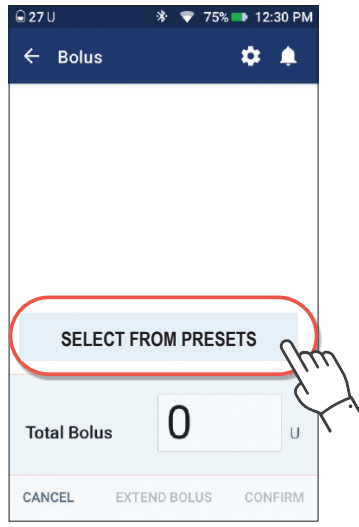 27 U 75% 12:30 PM
Bolus
SELECT FROM PRESETS
Total Bolus 0 U
CANCEL EXTEND BOLUS CONFIRM